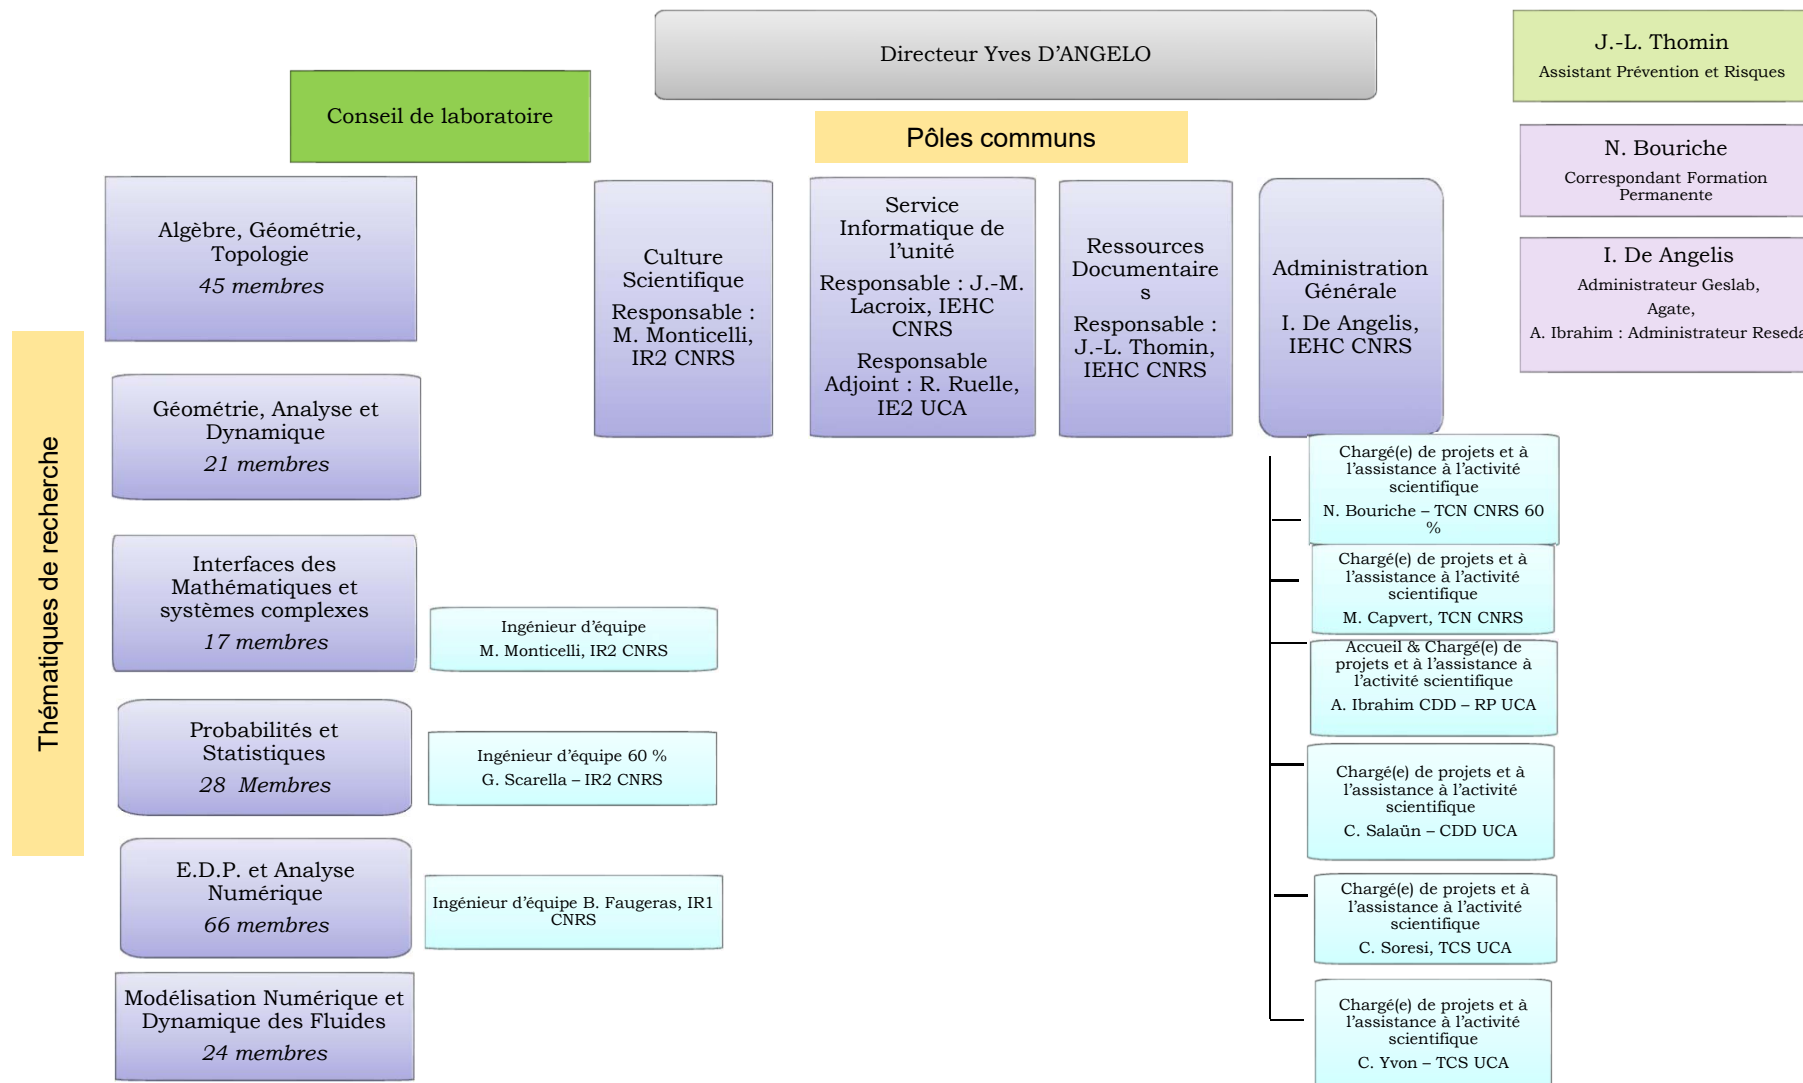 Directeur Yves D’ANGELO
Conseil de laboratoire
Pôles communs
J.-L. Thomin
Assistant Prévention et Risques
N. Bouriche
Correspondant Formation
Permanente
I. De Angelis
Administrateur Geslab,
Agate,
A. Ibrahim : Administrateur Reseda
Thématiques de recherche
Algèbre, Géométrie,
Topologie
45 membres
Géométrie, Analyse et
Dynamique
21 membres
Interfaces des
Mathématiques et
systèmes complexes
17 membres
Ingénieur d’équipe
M. Monticelli, IR2 CNRS
Probabilités et
Statistiques
28 Membres
Ingénieur d’équipe 60 %
G. Scarella – IR2 CNRS
E.D.P. et Analyse
Numérique
66 membres
Ingénieur d’équipe B. Faugeras, IR1
CNRS
Modélisation Numérique et
Dynamique des Fluides
24 membres
Culture
Scientifique
Responsable :
M. Monticelli,
IR2 CNRS
Service
Informatique de
l’unité
Responsable : J.-M.
Lacroix, IEHC
CNRS
Responsable
Adjoint : R. Ruelle,
IE2 UCA
Ressources
Documentaire
s
Responsable :
J.-L. Thomin,
IEHC CNRS
Administration
Générale
I. De Angelis,
IEHC CNRS
Chargé(e) de projets et à
l’assistance à l’activité
scientifique
N. Bouriche – TCN CNRS 60
%
Chargé(e) de projets et à
l’assistance à l’activité
scientifique
M. Capvert, TCN CNRS
Accueil & Chargé(e) de
projets et à l’assistance à
l’activité scientifique
A. Ibrahim CDD – RP UCA
Chargé(e) de projets et à
l’assistance à l’activité
scientifique
C. Salaün – CDD UCA
Chargé(e) de projets et à
l’assistance à l’activité
scientifique
C. Soresi, TCS UCA
Chargé(e) de projets et à
l’assistance à l’activité
scientifique
C. Yvon – TCS UCA